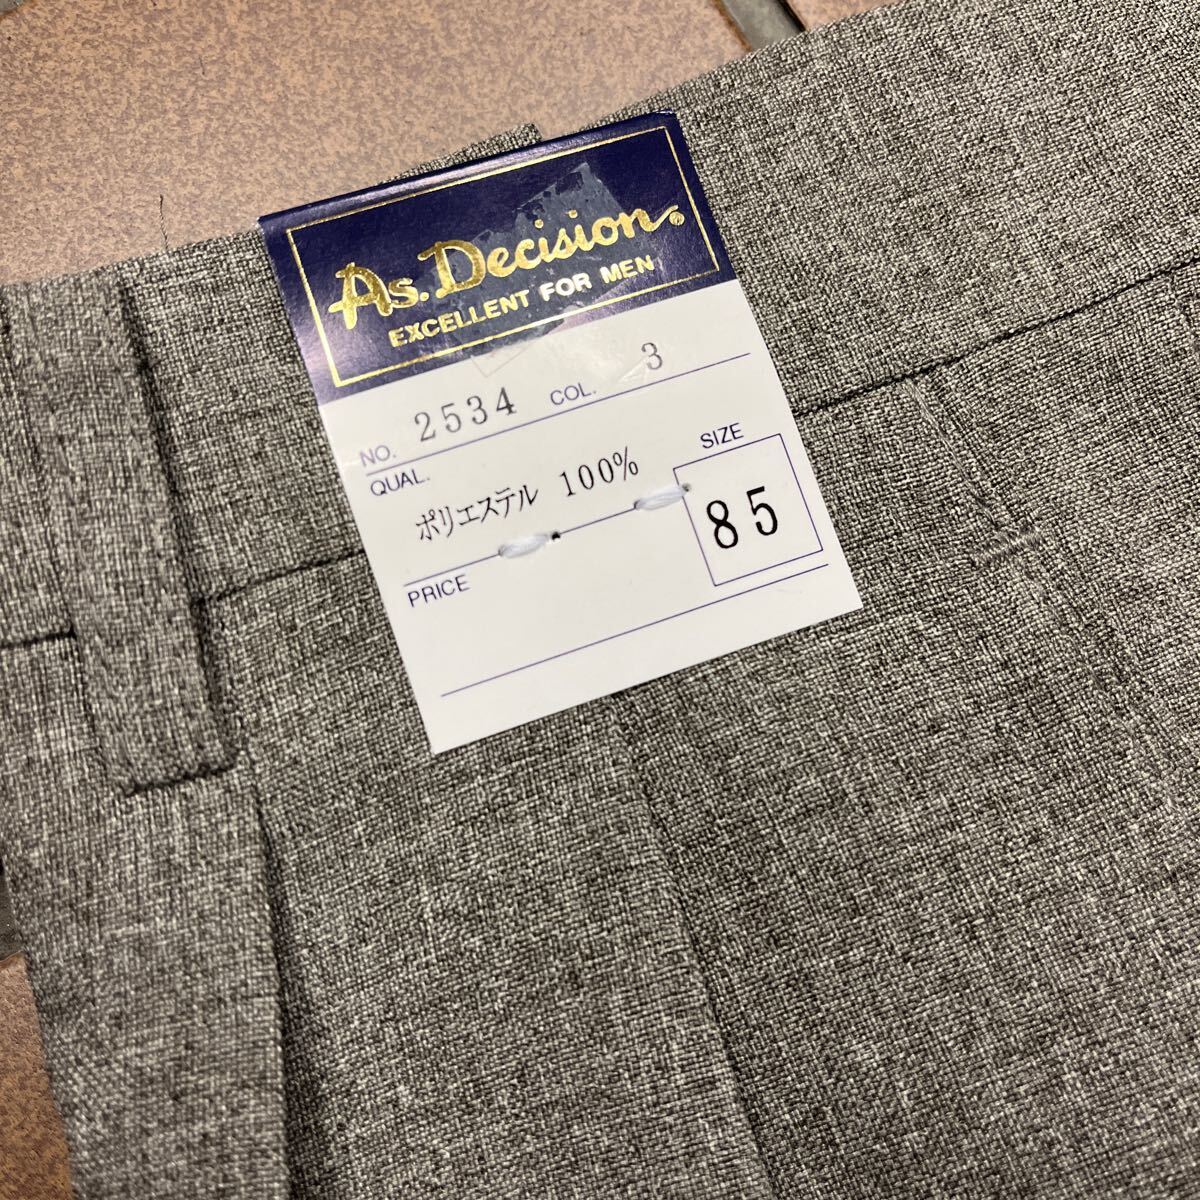 As. Decision.
EXCELLENT FOR MEN
NO. 2534 COL. 3
QUAL.
ポリエステル 100%
SIZE
85
PRICE